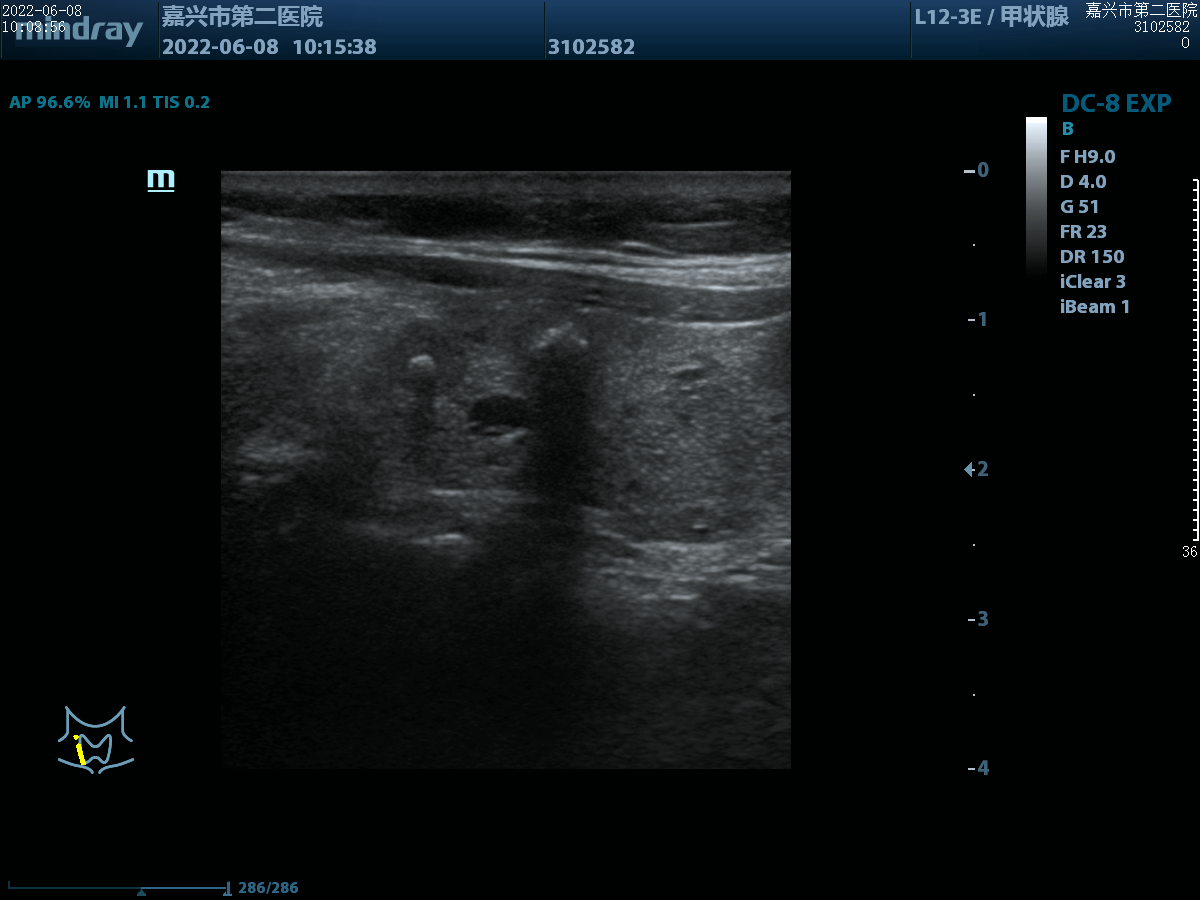 2022-06-08
10:08:56
mindray
嘉兴市第二医院
2022-06-08 10:15:38
3102582
L12-3E / 甲状腺
嘉兴市第二医院
3102582
0
AP 96.6% MI 1.1 TIS 0.2
DC-8 EXP
B
F H9.0
D 4.0
G 51
FR 23
DR 150
iClear 3
iBeam 1
m
0
1
2
3
4
36
286/286